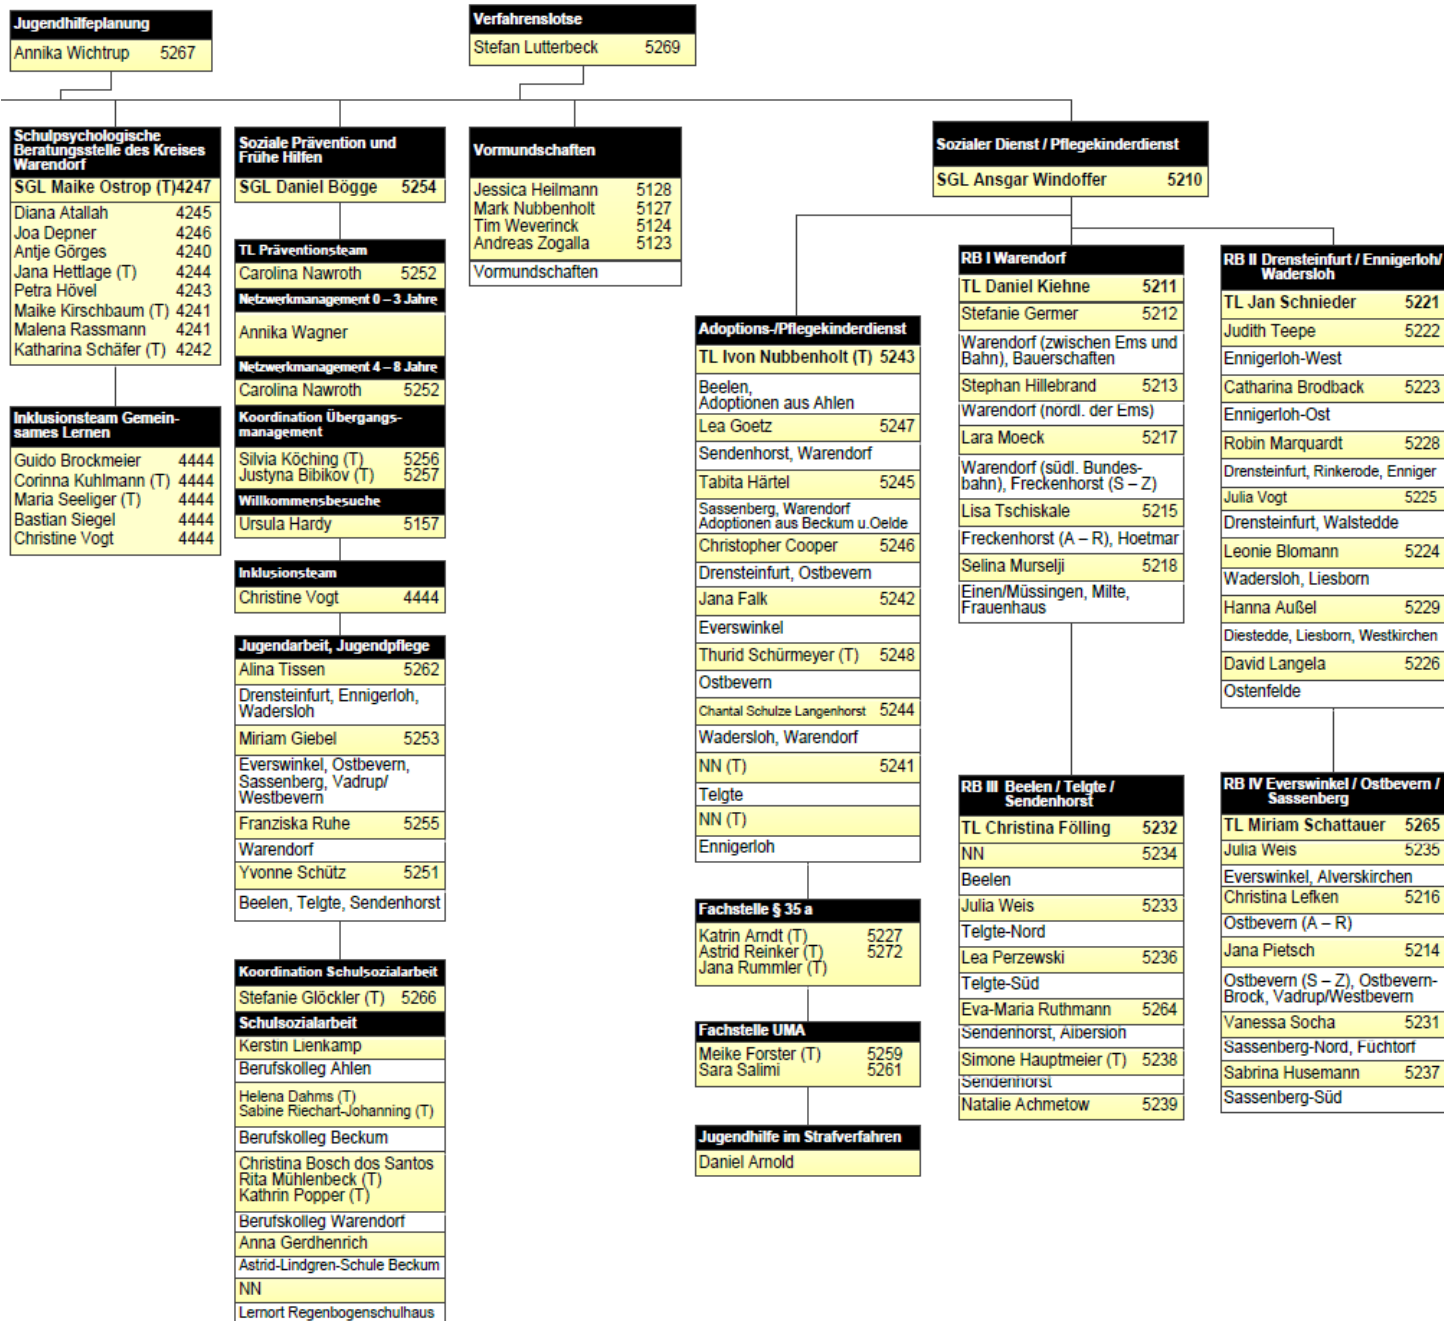 Jugendhilfeplanung
Annika Wichtrup 5267
Verfahrenslotse
Stefan Lutterbeck 5269
Schulpsychologische
Beratungsstelle des Kreises
Warendorf
SGL Maike Ostrop (T) 4247
Diana Atallah 4245
Joa Depner 4246
Antje Görges 4240
Jana Hettlage (T) 4244
Petra Hövel 4243
Maike Kirschbaum (T) 4241
Malena Rassmann 4241
Katharina Schäfer (T) 4242
Inklusionsteam Gemein-
sames Lernen
Guido Brockmeier 4444
Corinna Kuhlmann (T) 4444
Maria Seeliger (T) 4444
Bastian Siegel 4444
Christine Vogt 4444
Soziale Prävention und
Frühe Hilfen
SGL Daniel Bögge 5254
TL Präventionsteam
Carolina Nawroth 5252
Netzwerkmanagement 0 – 3 Jahre
Annika Wagner
Netzwerkmanagement 4 – 8 Jahre
Carolina Nawroth 5252
Koordination Übergangs-
management
Silvia Köching (T) 5256
Justyna Bibikov (T) 5257
Willkommensbesuche
Ursula Hardy 5157
Inklusionsteam
Christine Vogt 4444
Jugendarbeit, Jugendpflege
Alina Tissen 5262
Drensteinfurt, Ennigerloh,
Wadersloh
Miriam Giebel 5253
Everswinkel, Ostbevern,
Sassenberg, Vadrup/
Westbevern
Franziska Ruhe 5255
Warendorf
Yvonne Schütz 5251
Beelen, Telgte, Sendenhorst
Koordination Schulsozialarbeit
Stefanie Glöckler (T) 5266
Schulsozialarbeit
Kerstin Lienkamp
Berufskolleg Ahlen
Helena Dahms (T)
Sabine Riechart-Johanning (T)
Berufskolleg Beckum
Christina Bosch dos Santos
Rita Mühlenbeck (T)
Kathrin Popper (T)
Berufskolleg Warendorf
Anna Gerdhenrich
Astrid-Lindgren-Schule Beckum
NN
Lernort Regenbogenschulhaus
Vormundschaften
Jessica Heilmann 5128
Mark Nubbenholt 5127
Tim Weverinck 5124
Andreas Zogalla 5123
Vormundschaften
Sozialer Dienst / Pflegekinderdienst
SGL Ansgar Windoffer 5210
Adoptions-/Pflegekinderdienst
TL Ivon Nubbenholt (T) 5243
Beelen,
Adoptionen aus Ahlen
Lea Goetz 5247
Sendenhorst, Warendorf
Tabita Härtel 5245
Sassenberg, Warendorf
Adoptionen aus Beckum u.Oelde
Christopher Cooper 5246
Drensteinfurt, Ostbevern
Jana Falk 5242
Everswinkel
Thurid Schürmeyer (T) 5248
Ostbevern
Chantal Schulze Langenhorst 5244
Wadersloh, Warendorf
NN (T) 5241
Telgte
NN (T)
Ennigerloh
Fachstelle § 35 a
Katrin Arndt (T) 5227
Astrid Reinker (T) 5272
Jana Rummler (T)
Fachstelle UMA
Meike Forster (T) 5259
Sara Salimi 5261
Jugendhilfe im Strafverfahren
Daniel Arnold
RB I Warendorf
TL Daniel Kiehne 5211
Stefanie Germer 5212
Warendorf (zwischen Ems und
Bahn), Bauerschaften
Stephan Hillebrand 5213
Warendorf (nördl. der Ems)
Lara Moeck 5217
Warendorf (südl. Bundes-
bahn), Freckenhorst (S – Z)
Lisa Tschiskale 5215
Freckenhorst (A – R), Hoetmar
Selina Murselji 5218
Einen/Müssingen, Milte,
Frauenhaus
RB III Beelen / Telgte /
Sendenhorst
TL Christina Fölling 5232
NN 5234
Beelen
Julia Weis 5233
Telgte-Nord
Lea Perzewski 5236
Telgte-Süd
Eva-Maria Ruthmann 5264
Sendenhorst, Albersloh
Simone Hauptmeier (T) 5238
Sendenhorst
Natalie Achmetow 5239
RB II Drensteinfurt / Ennigerloh/
Wadersloh
TL Jan Schnieder 5221
Judith Teepe 5222
Ennigerloh-West
Catharina Brodback 5223
Ennigerloh-Ost
Robin Marquardt 5228
Drensteinfurt, Rinkerode, Enniger
Julia Vogt 5225
Drensteinfurt, Walstedde
Leonie Blomann 5224
Wadersloh, Liesborn
Hanna Außel 5229
Diestedde, Liesborn, Westkirchen
David Langela 5226
Ostenfelde
RB IV Everswinkel / Ostbevern /
Sassenberg
TL Miriam Schattauer 5265
Julia Weis 5235
Everswinkel, Alverskirchen
Christina Lefken 5216
Ostbevern (A – R)
Jana Pietsch 5214
Ostbevern (S – Z), Ostbevern-
Brock, Vadrup/Westbevern
Vanessa Socha 5231
Sassenberg-Nord, Füchtorf
Sabrina Husemann 5237
Sassenberg-Süd